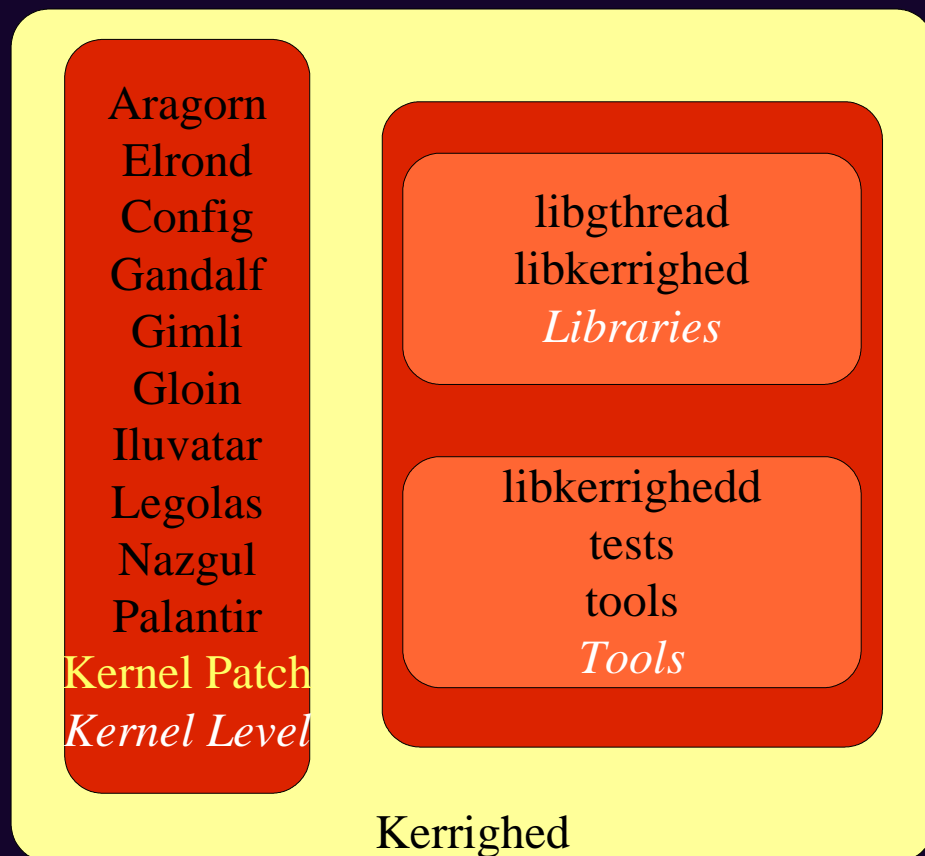 Aragorn
Elrond
Config
Gandalf
Gimli
Gloin
Iluvatar
Legolas
Nazgul
Palantir
Kernel Patch
Kernel Level
libgthread
libkerrighed
Libraries
libkerrighedd
tests
tools
Tools
Kerrighed